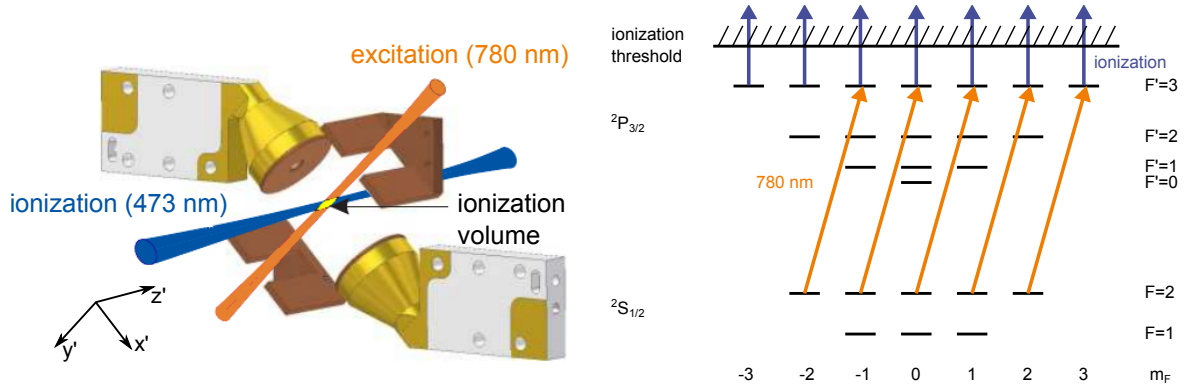 excitation (780 nm)
ionization (473 nm)
ionization
volume
z'
y'
x'
ionization
threshold
ionization
F'=3
²P₃/₂
F'=2
F'=1
780 nm
F'=0
²S₁/₂
F=2
F=1
-3 -2 -1 0 1 2 3 m_F